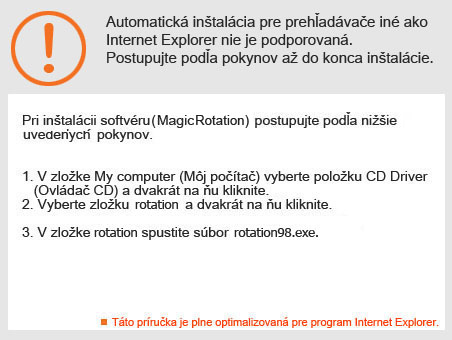 Automatická inštalácia pre prehľadávače iné ako
Internet Explorer nie je podporovaná.
Postupujte podľa pokynov až do konca inštalácie.
Pri inštalácii softvéru(MagicRotation) postupujte podľa nižšie
uvedených pokynov.
1. V zložke My computer (Môj počítač) vyberte položku CD Driver
(Ovládač CD) a dvakrát na ňu kliknite.
2. Vyberte zložku rotation a dvakrát na ňu kliknite.
3. V zložke rotation spustite súbor rotation98.exe.
Táto príručka je plne optimalizovaná pre program Internet Explorer.